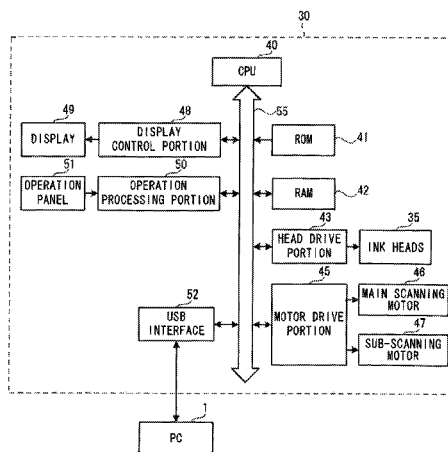 30
40
CPU
49
48
55
DISPLAY
DISPLAY
CONTROL PORTION
ROM
41
51
50
OPERATION
PANEL
OPERATION
PROCESSING PORTION
RAM
42
43
35
HEAD DRIVE
PORTION
INK HEADS
45
46
52
USB
INTERFACE
MOTOR DRIVE
PORTION
MAIN SCANNING
MOTOR
47
SUB-SCANNING
MOTOR
1
PC